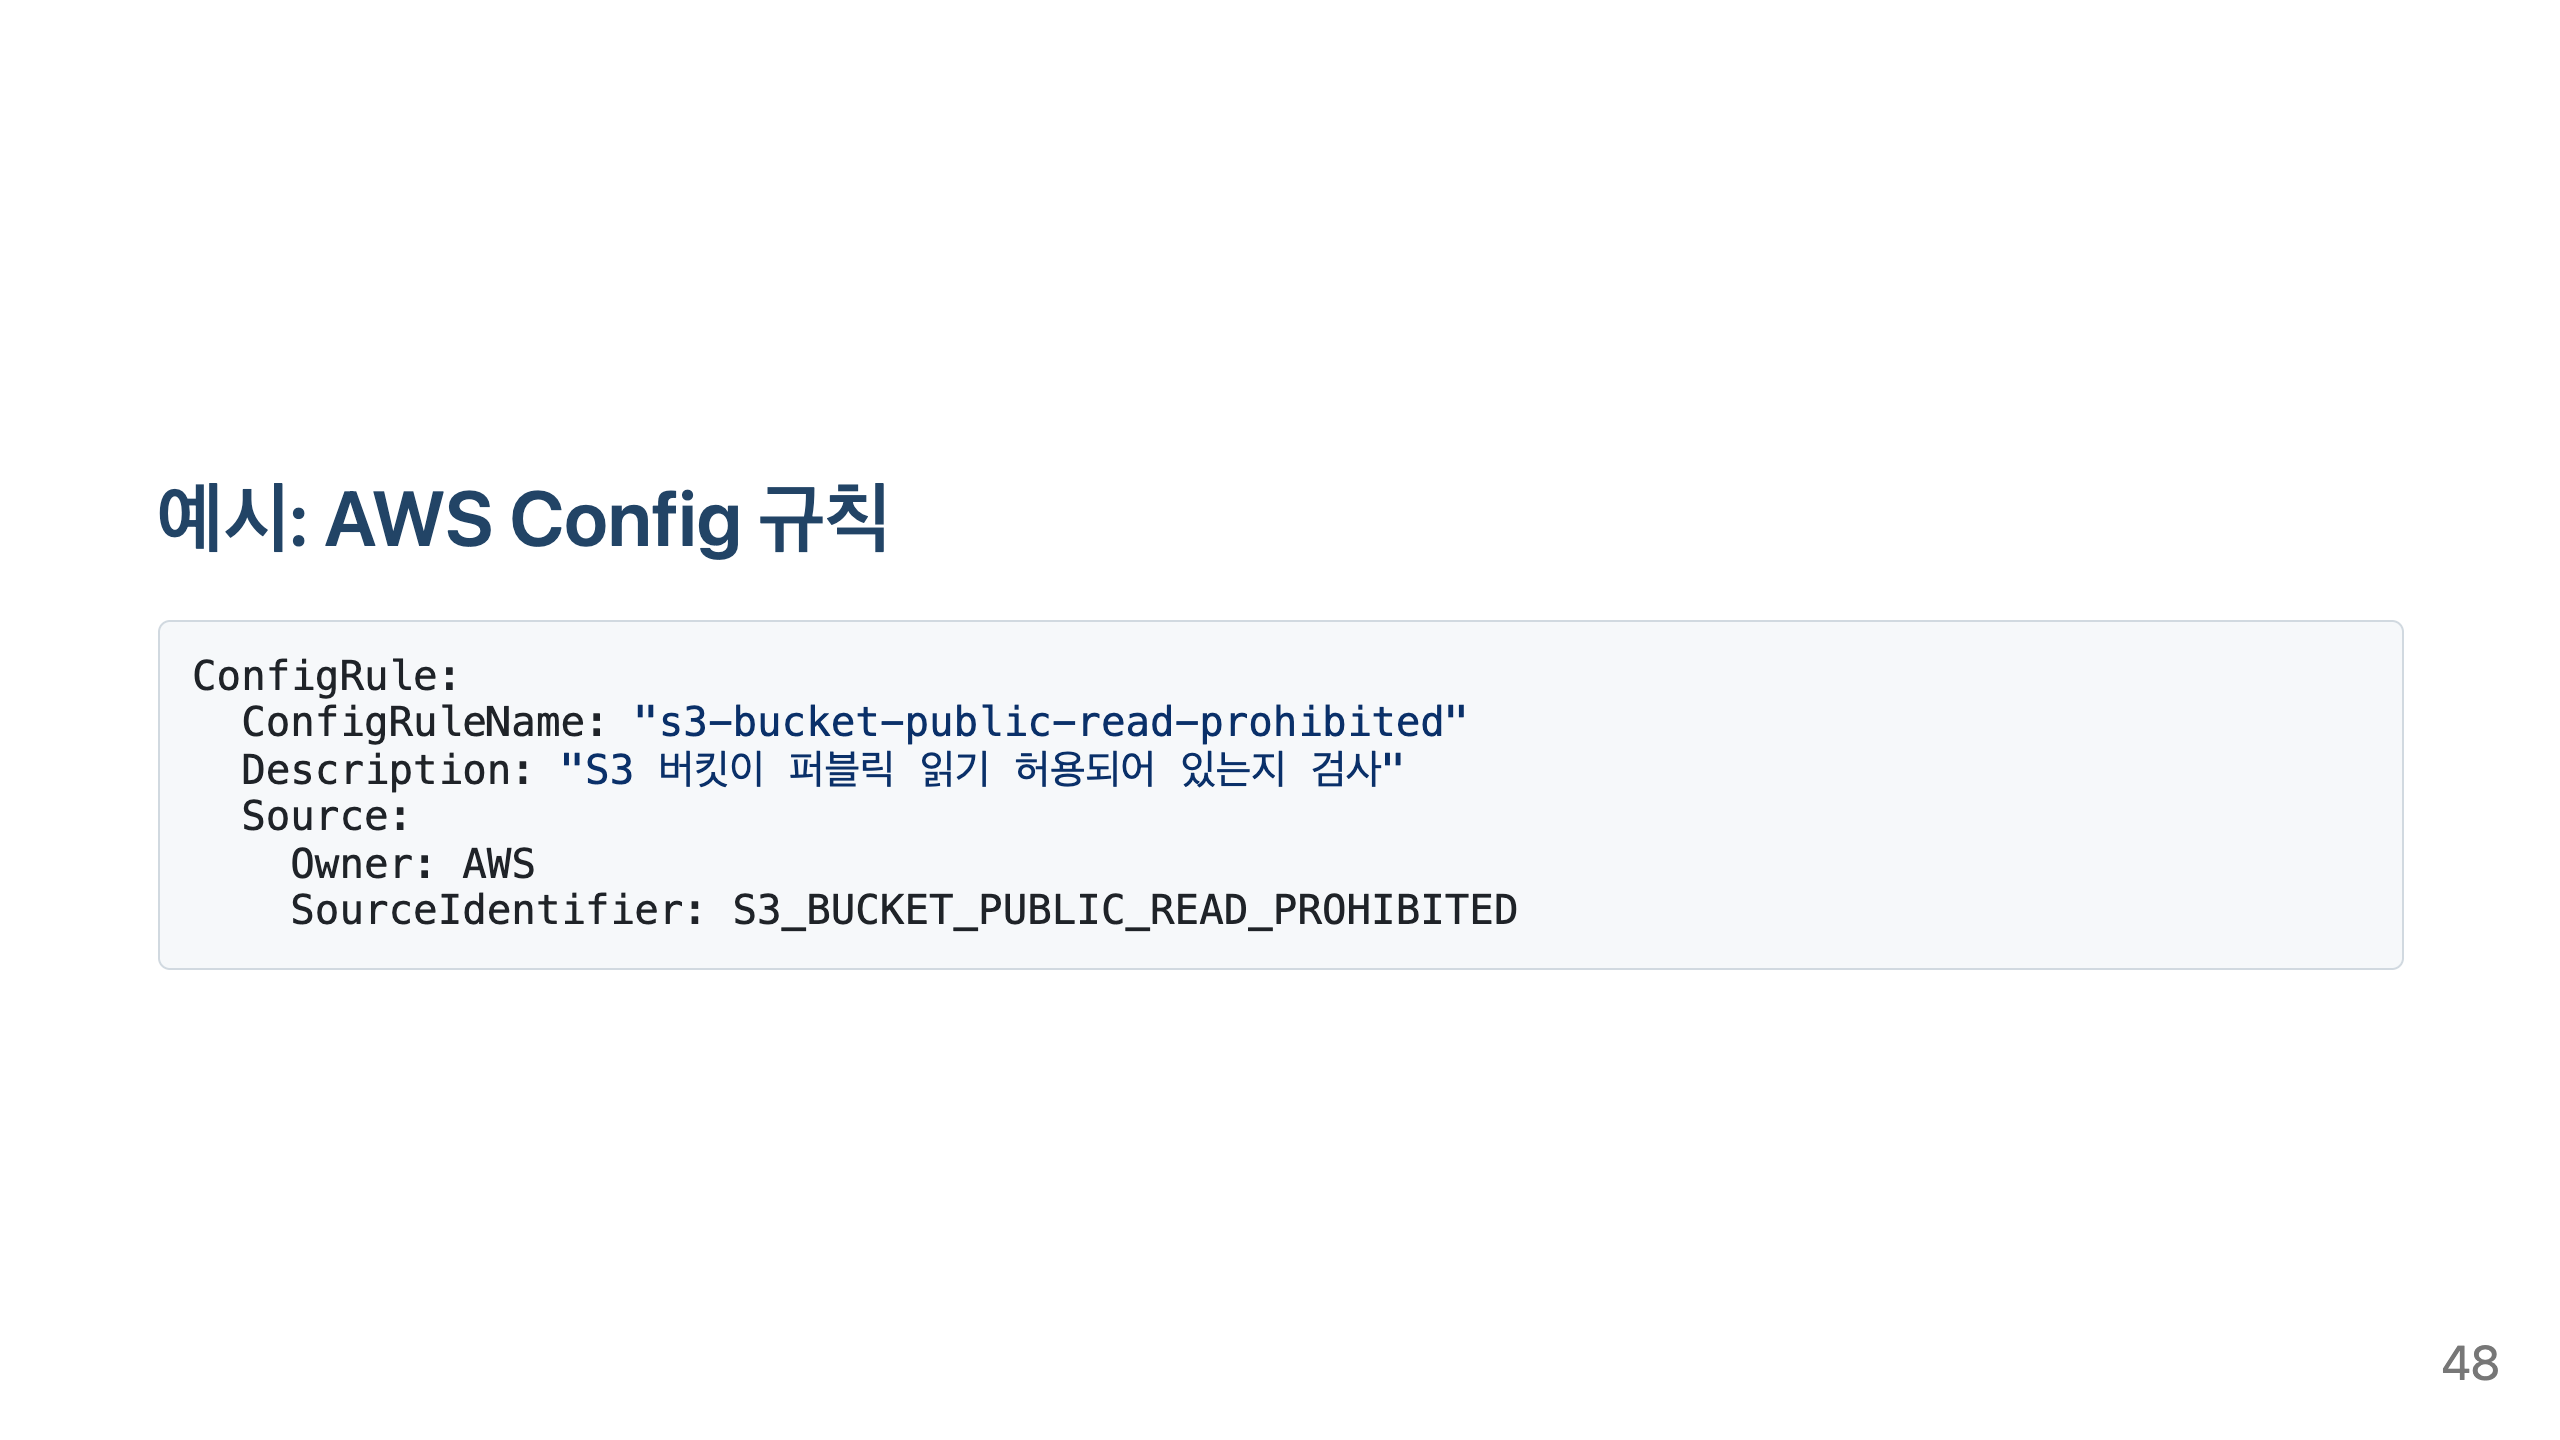 예시: AWS Config 규칙
ConfigRule:
  ConfigRuleName: "s3-bucket-public-read-prohibited"
  Description: "S3 버킷이 퍼블릭 읽기 허용되어 있는지 검사"
  Source:
    Owner: AWS
    SourceIdentifier: S3_BUCKET_PUBLIC_READ_PROHIBITED
48